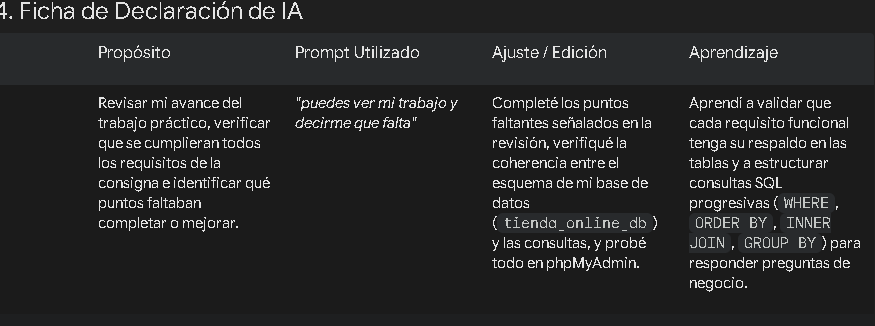 4. Ficha de Declaración de IA
Propósito
Prompt Utilizado
Ajuste / Edición
Aprendizaje
Revisar mi avance del
trabajo práctico, verificar
que se cumplieran todos
los requisitos de la
consigna e identificar qué
puntos faltaban
completar o mejorar.
"puedes ver mi trabajo y
decirme que falta"
Completé los puntos
faltantes señalados en la
revisión, verifiqué la
coherencia entre el
esquema de mi base de
datos
( tienda_online_db )
y las consultas, y probé
todo en phpMyAdmin.
Aprendí a validar que
cada requisito funcional
tenga su respaldo en las
tablas y a estructurar
consultas SQL
progresivas ( WHERE ,
ORDER BY , INNER
JOIN , GROUP BY ) para
responder preguntas de
negocio.